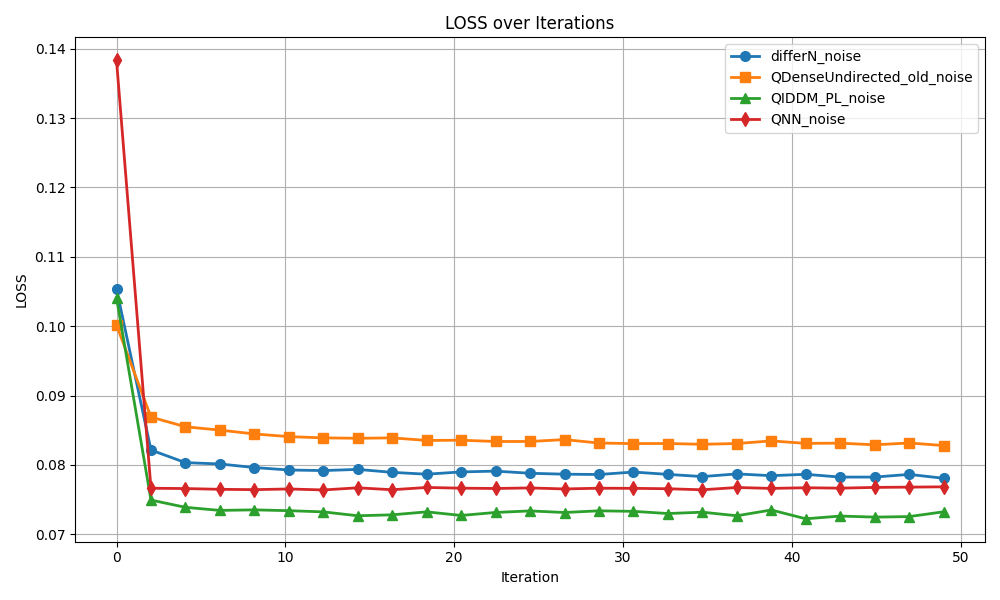 LOSS over Iterations
differN_noise
QDenseUndirected_old_noise
QIDDM_PL_noise
QNN_noise
LOSS
0.14
0.13
0.12
0.11
0.10
0.09
0.08
0.07
0
10
20
30
40
50
Iteration